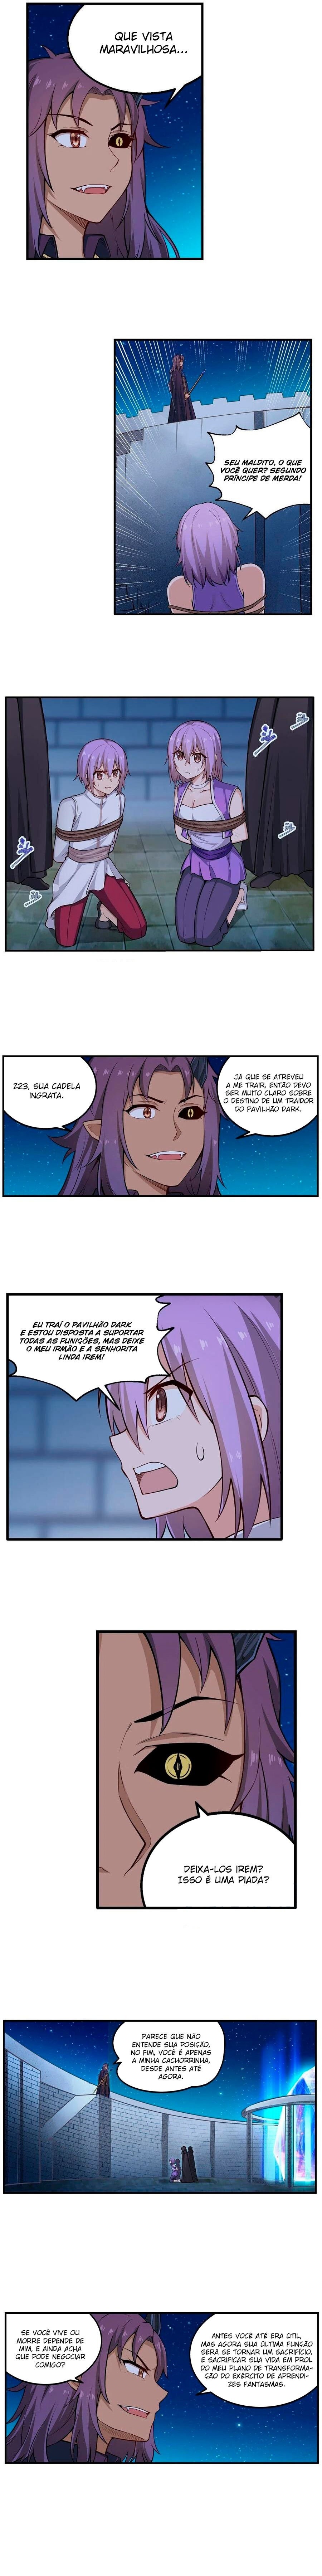 QUE VISTA
MARAVILHOSA...
SEU MALDITO, O QUE
VOCÊ QUER? SEGUNDO
PRÍNCIPE DE MERDA!
223, SUA CADELA
INGRATA.
JÁ QUE SE ATREVEU
A ME TRAIR, ENTÃO DEVO
SER MUITO CLARO SOBRE
O DESTINO DE UM TRAIDOR
DO PAVILHÃO DARK.
EU TRAÍ O PAVILHÃO DARK
E ESTOU DISPOSTA A SUPORTAR
TODAS AS PUNIÇÕES, MAS DEIXE
O MEU IRMÃO E A SENHORITA
LINDA IREM!
DEIXA-LOS IREM?
ISSO É UMA PIADA?
PARECE QUE NÃO
ENTENDE SUA POSIÇÃO,
NO FIM, VOCÊ É APENAS
A MINHA CACHORRINHA,
DESDE ANTES ATÉ
AGORA.
SE VOCÊ VIVE OU
MORRE DEPENDE DE
MIM, E AINDA ACHA
QUE PODE NEGOCIAR
COMIGO?
ANTES VOCÊ ATÉ ERA ÚTIL,
MAS AGORA SUA ÚLTIMA FUNÇÃO
SERÁ SE TORNAR UM SACRIFÍCIO,
E SACRIFICAR SUA VIDA EM PROL
DO MEU PLANO DE TRANSFORMA-
ÇÃO DO EXÉRCITO DE APRENDI-
ZES FANTASMAS.